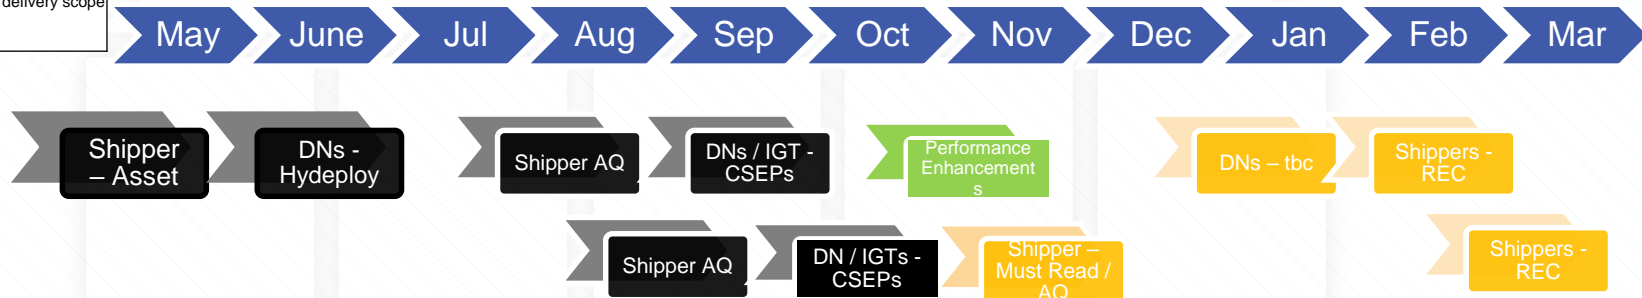 delivery scope
May June Jul Aug Sep Oct Nov Dec Jan Feb Mar
Shipper
– Asset
DNs -
Hydeploy
Shipper AQ
DNs / IGT -
CSEPs
Performance
Enhancement
s
DNs – tbc
Shippers -
REC
Shipper AQ
DN / IGTs -
CSEPs
Shipper –
Must Read /
AQ
Shippers -
REC